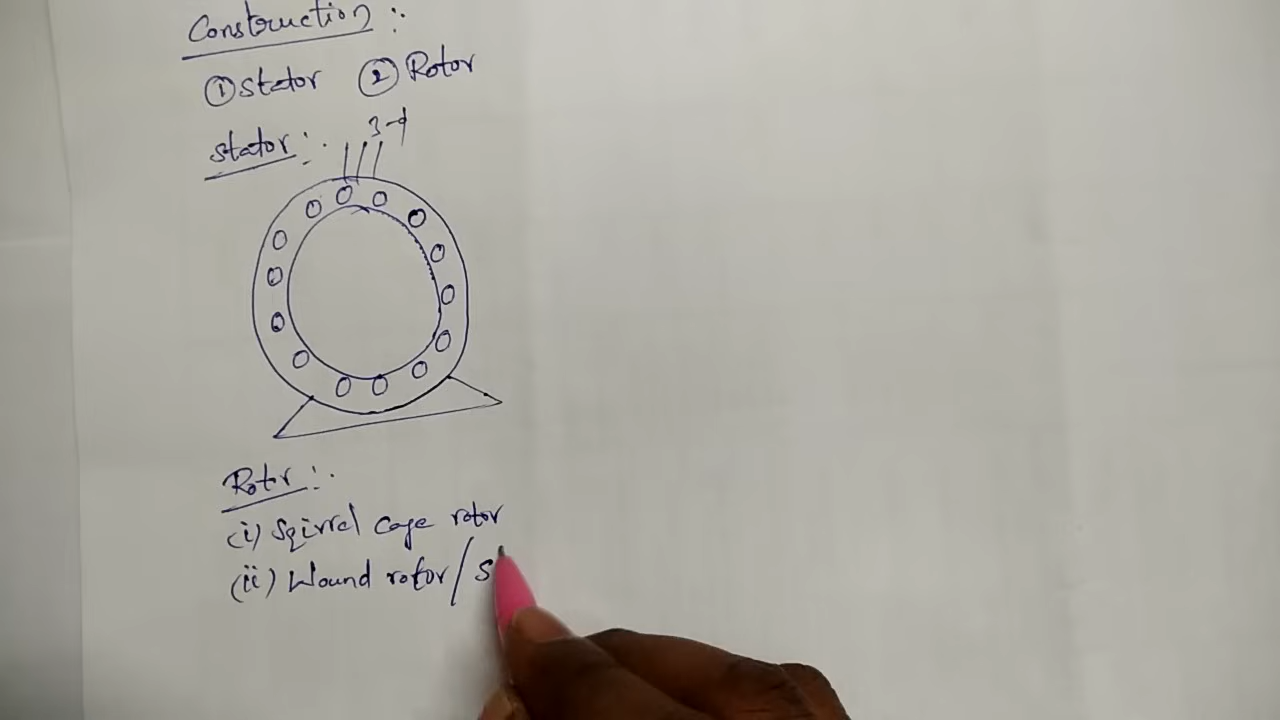 Construction :
① Stator ② Rotor
Stator :
3-ϕ
Rotor :
(i) Sqirrel cage rotor
(ii) Wound rotor / S